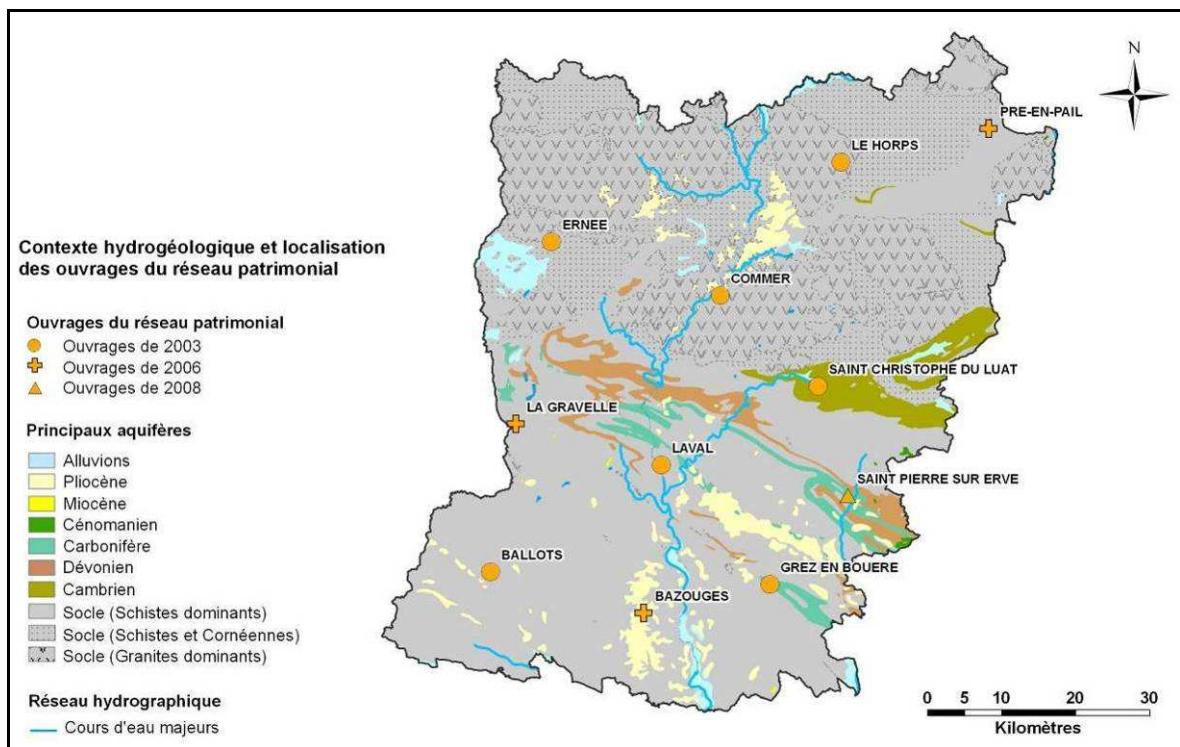 N
PRE-EN-PAIL
LE HORPS
ERNEE
COMMER
SAINT CHRISTOPHE DU LUAT
LA GRAVELLE
LAVAL
SAINT PIERRE SUR ERVE
BALLOTS
GREZ EN BOUERE
BAZOUGES
Contexte hydrogéologique et localisation
des ouvrages du réseau patrimonial
Ouvrages du réseau patrimonial
Ouvrages de 2003
Ouvrages de 2006
Ouvrages de 2008
Principaux aquifères
Alluvions
Pliocène
Miocène
Cénomanien
Carbonifère
Dévonien
Cambrien
Socle (Schistes dominants)
Socle (Schistes et Cornéennes)
Socle (Granites dominants)
Réseau hydrographique
Cours d'eau majeurs
0 5 10 20 30
Kilomètres